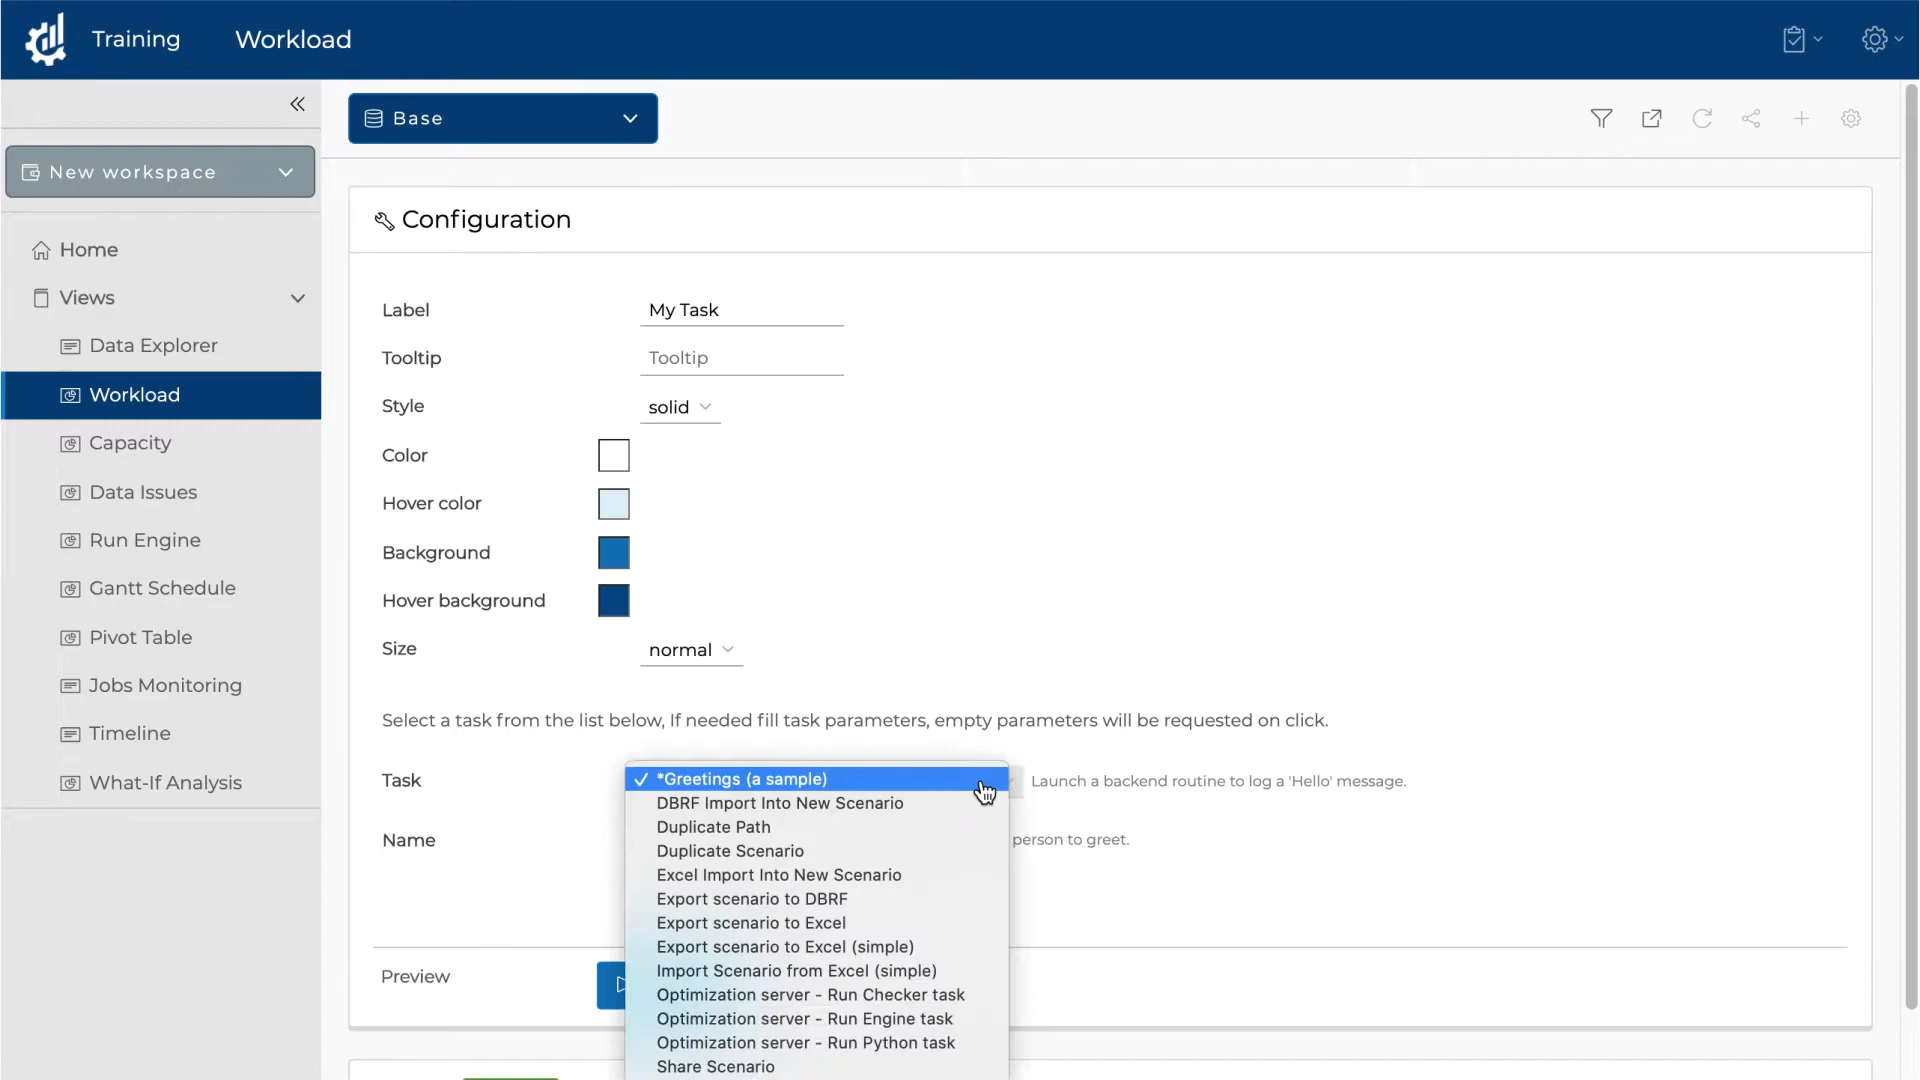 Training
Workload
Base
New workspace
Home
Views
Data Explorer
Workload
Capacity
Data Issues
Run Engine
Gantt Schedule
Pivot Table
Jobs Monitoring
Timeline
What-If Analysis
Configuration
Label My Task
Tooltip Tooltip
Style solid
Color
Hover color
Background
Hover background
Size normal
Select a task from the list below, If needed fill task parameters, empty parameters will be requested on click.
Task Launch a backend routine to log a 'Hello' message.
Name person to greet.
✓ *Greetings (a sample)
DBRF Import Into New Scenario
Duplicate Path
Duplicate Scenario
Excel Import Into New Scenario
Export scenario to DBRF
Export scenario to Excel
Export scenario to Excel (simple)
Import Scenario from Excel (simple)
Optimization server - Run Checker task
Optimization server - Run Engine task
Optimization server - Run Python task
Share Scenario
Preview